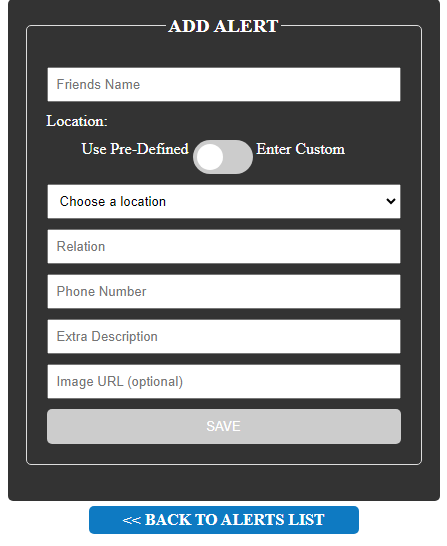 ADD ALERT
Friends Name
Location:
Use Pre-Defined Enter Custom
Choose a location
Relation
Phone Number
Extra Description
Image URL (optional)
SAVE
<< BACK TO ALERTS LIST